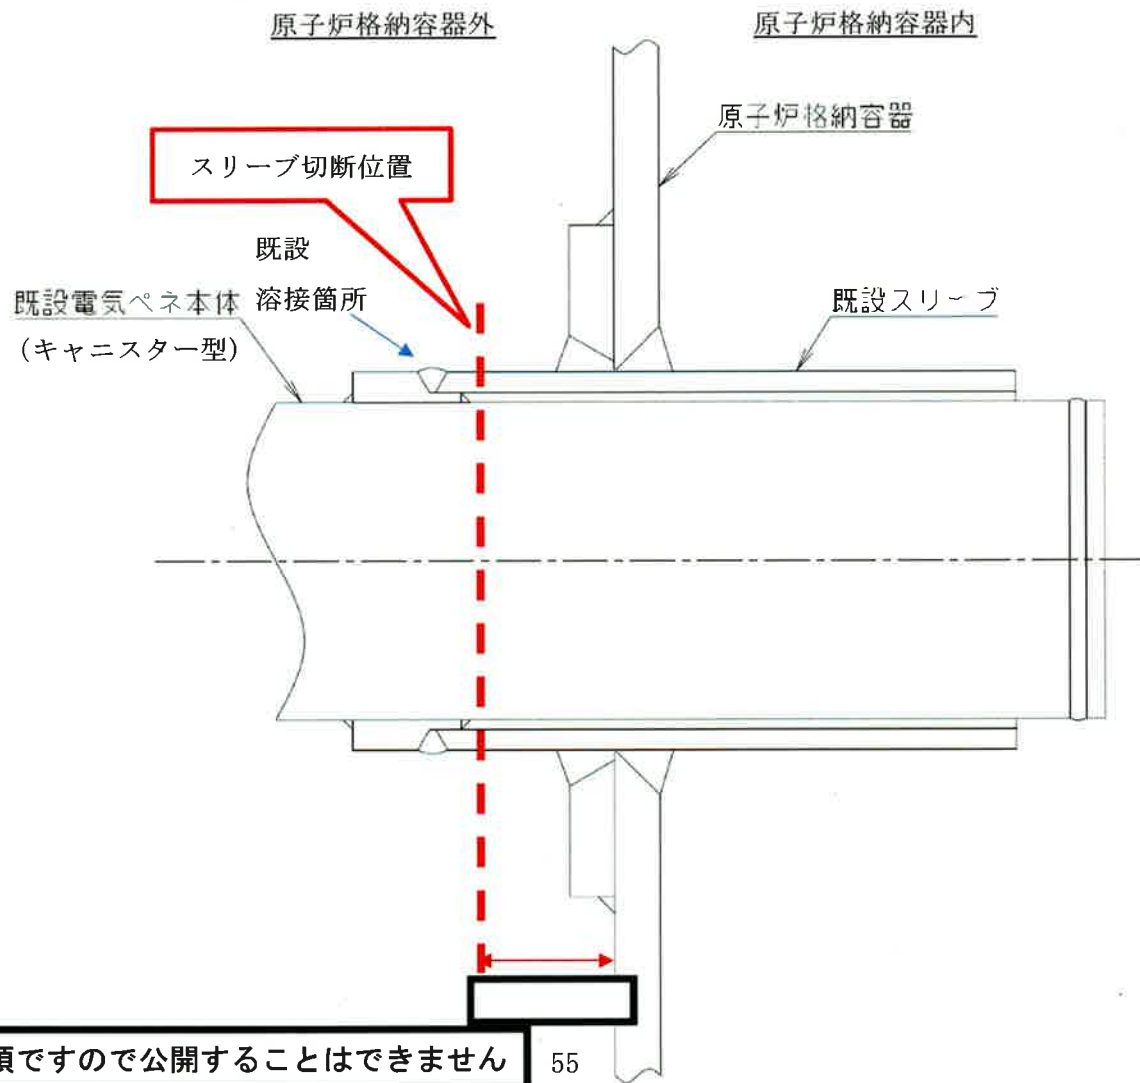 原子炉格納容器外
原子炉格納容器内
原子炉格納容器
スリーブ切断位置
既設
溶接箇所
既設電気ペネ本体
(キャニスター型)
既設スリーブ
ですので公開することはできません
55